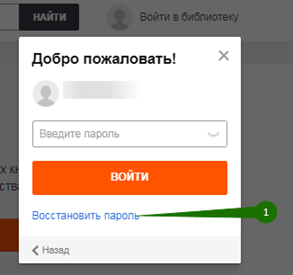 НАЙТИ
Войти в библиотеку
Добро пожаловать!
Введите пароль
ВОЙТИ
Восстановить пароль
1
Назад